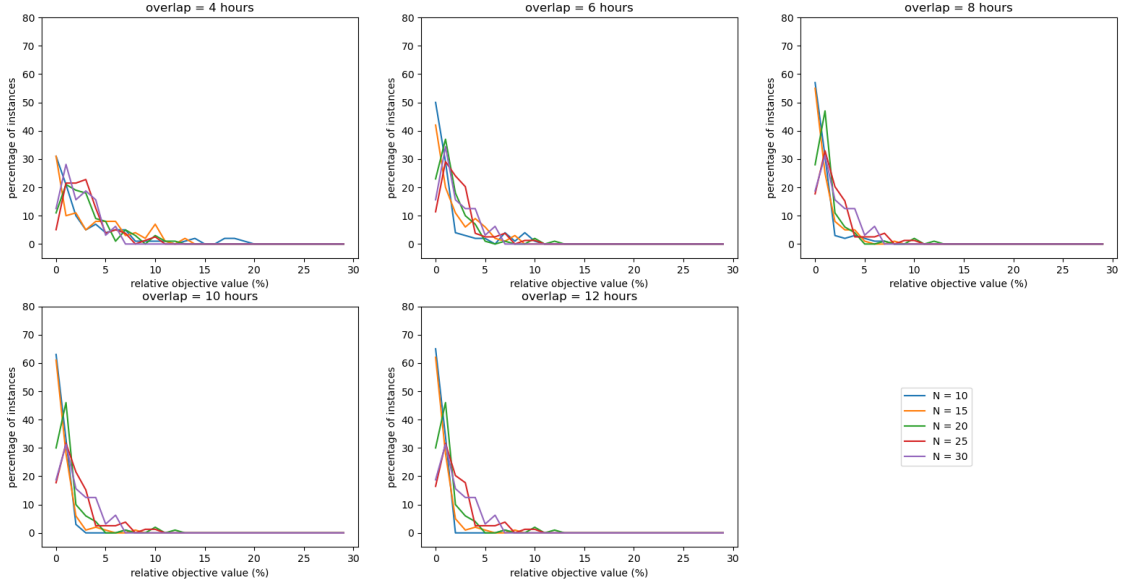 overlap = 4 hours
80
70
60
50
40
30
20
10
0
percentage of instances
0 5 10 15 20 25 30
relative objective value (%)
overlap = 6 hours
80
70
60
50
40
30
20
10
0
percentage of instances
0 5 10 15 20 25 30
relative objective value (%)
overlap = 8 hours
80
70
60
50
40
30
20
10
0
percentage of instances
0 5 10 15 20 25 30
relative objective value (%)
overlap = 10 hours
80
70
60
50
40
30
20
10
0
percentage of instances
0 5 10 15 20 25 30
relative objective value (%)
overlap = 12 hours
80
70
60
50
40
30
20
10
0
percentage of instances
0 5 10 15 20 25 30
relative objective value (%)
N = 10
N = 15
N = 20
N = 25
N = 30